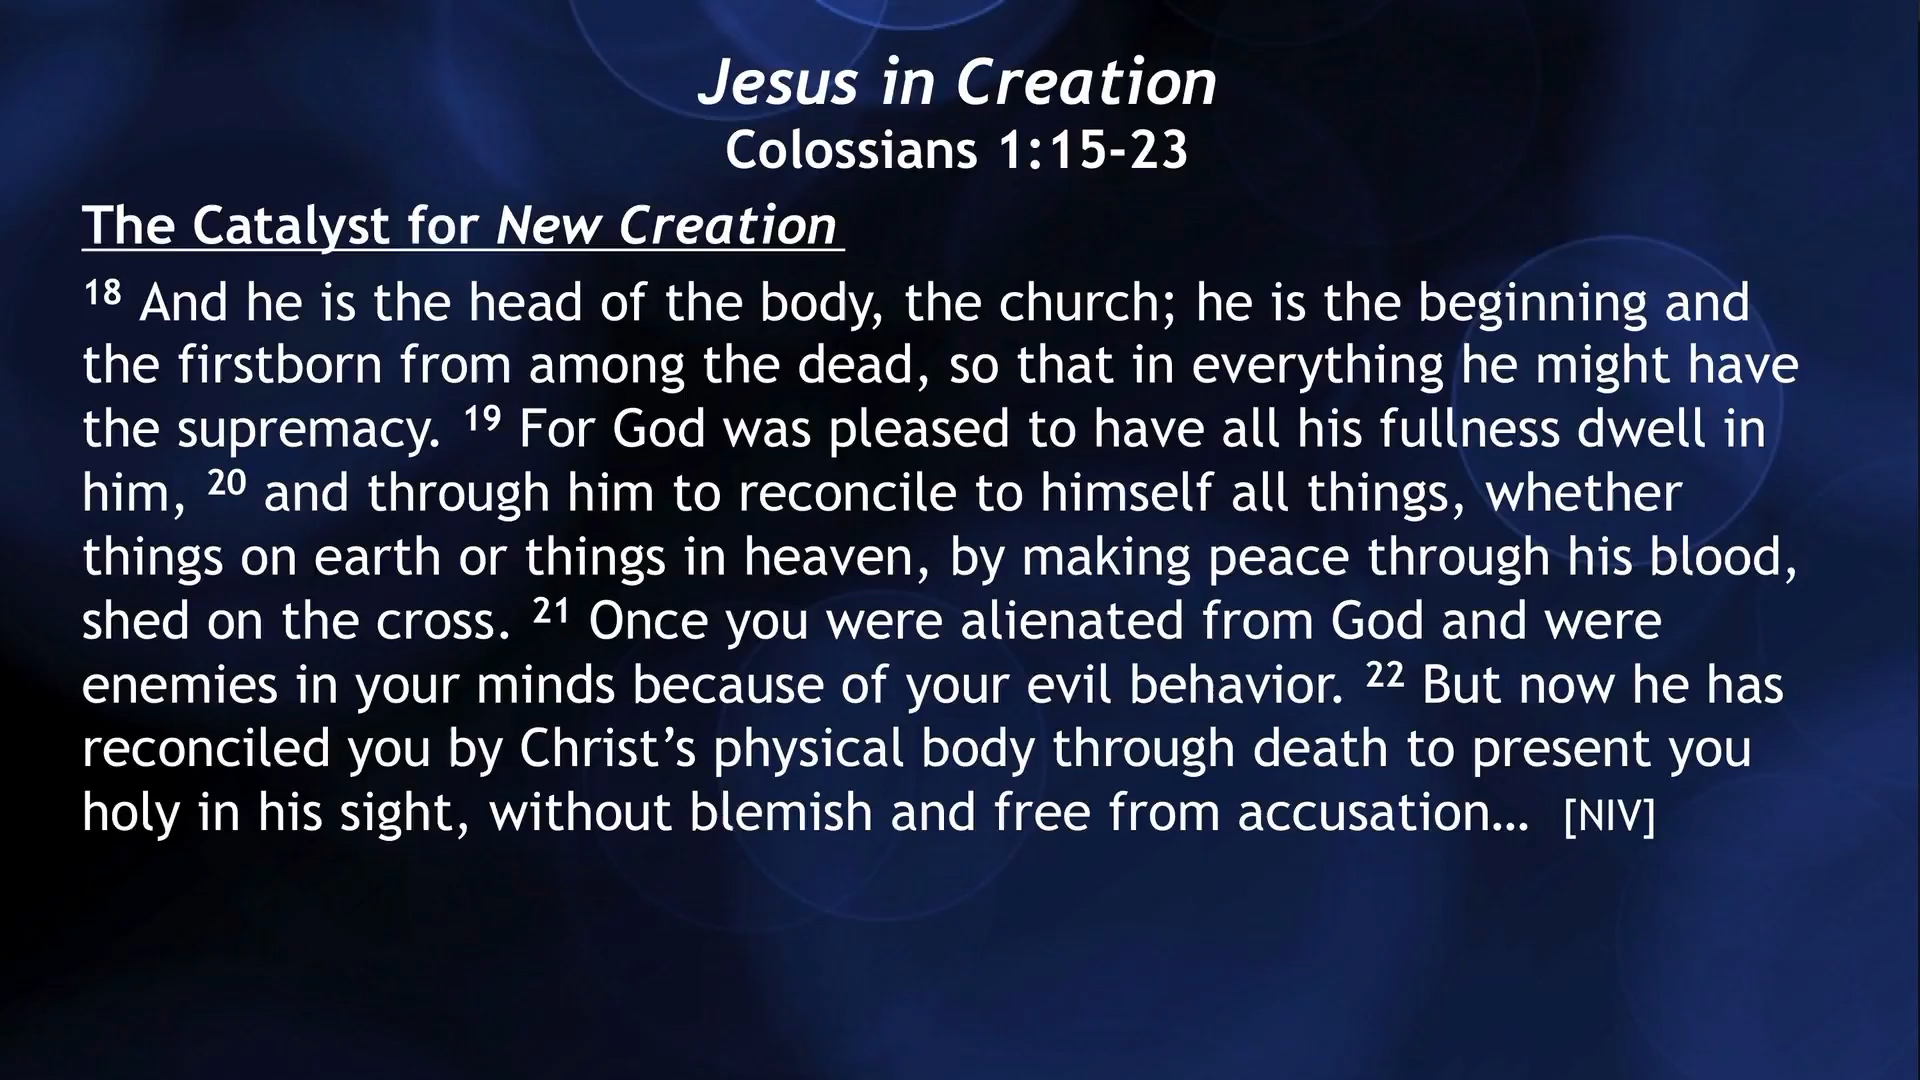 Jesus in Creation
Colossians 1:15-23
The Catalyst for New Creation
18 And he is the head of the body, the church; he is the beginning and
the firstborn from among the dead, so that in everything he might have
the supremacy. 19 For God was pleased to have all his fullness dwell in
him, 20 and through him to reconcile to himself all things, whether
things on earth or things in heaven, by making peace through his blood,
shed on the cross. 21 Once you were alienated from God and were
enemies in your minds because of your evil behavior. 22 But now he has
reconciled you by Christ’s physical body through death to present you
holy in his sight, without blemish and free from accusation… [NIV]